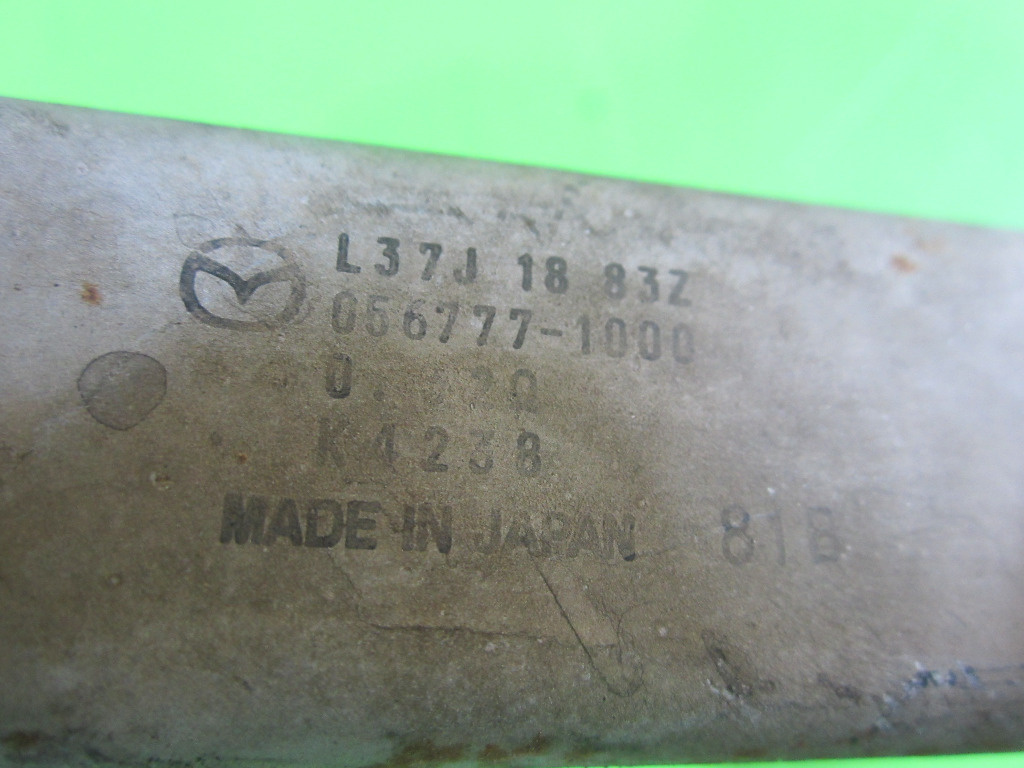 L37J 18 83Z
056777-1000
K4238
MADE IN JAPAN 81B